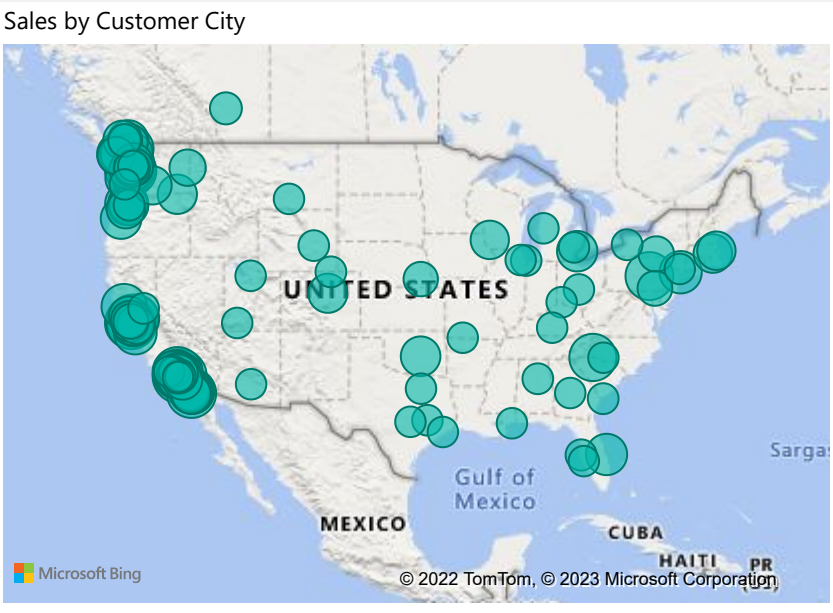 Sales by Customer City
UNITED STATES
Sargas
Gulf of
Mexico
MEXICO
CUBA
HAITI
PR
(US)
Microsoft Bing
© 2022 TomTom, © 2023 Microsoft Corporation